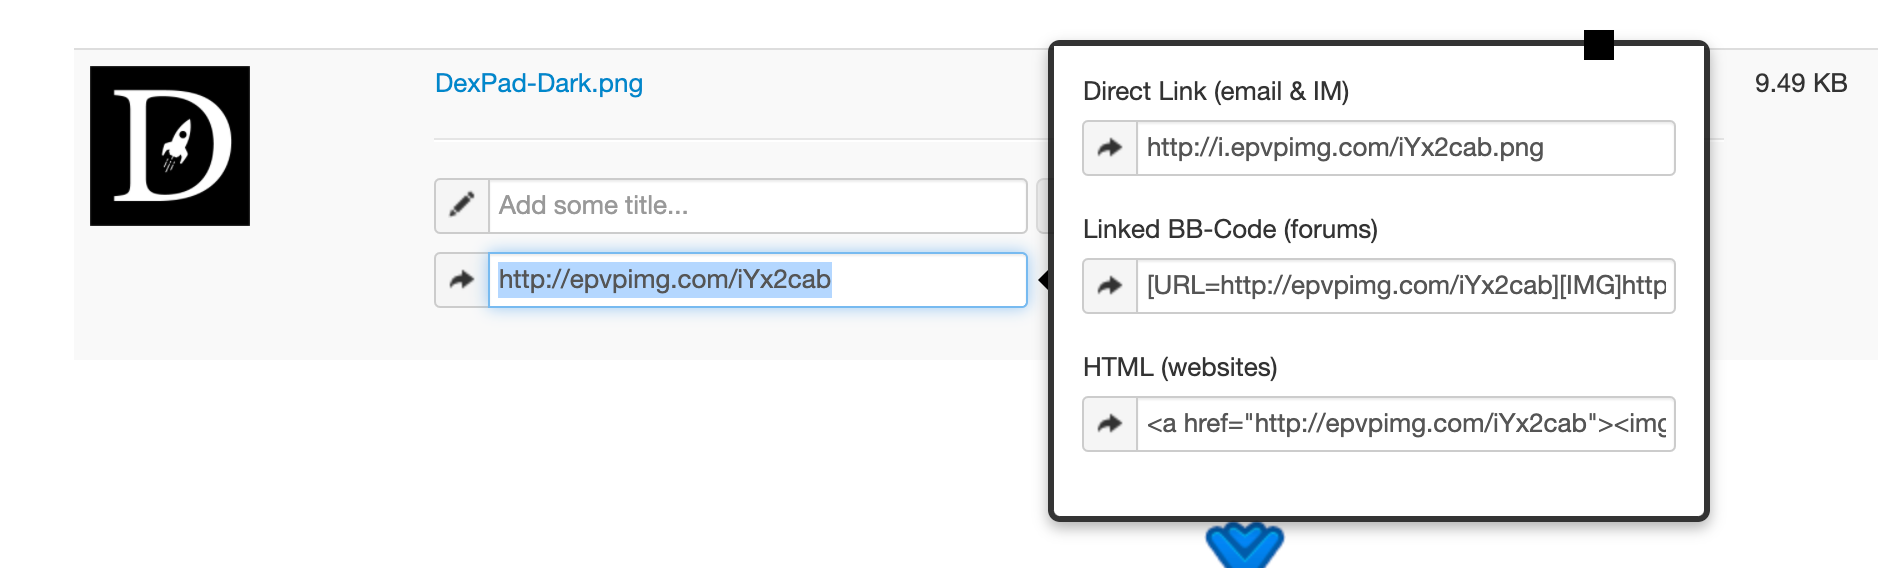 D
DexPad-Dark.png
Add some title...
http://epvpimg.com/iYx2cab
Direct Link (email & IM)
http://i.epvpimg.com/iYx2cab.png
Linked BB-Code (forums)
[URL=http://epvpimg.com/iYx2cab][IMG]http
HTML (websites)
<a href="http://epvpimg.com/iYx2cab"><img
9.49 KB